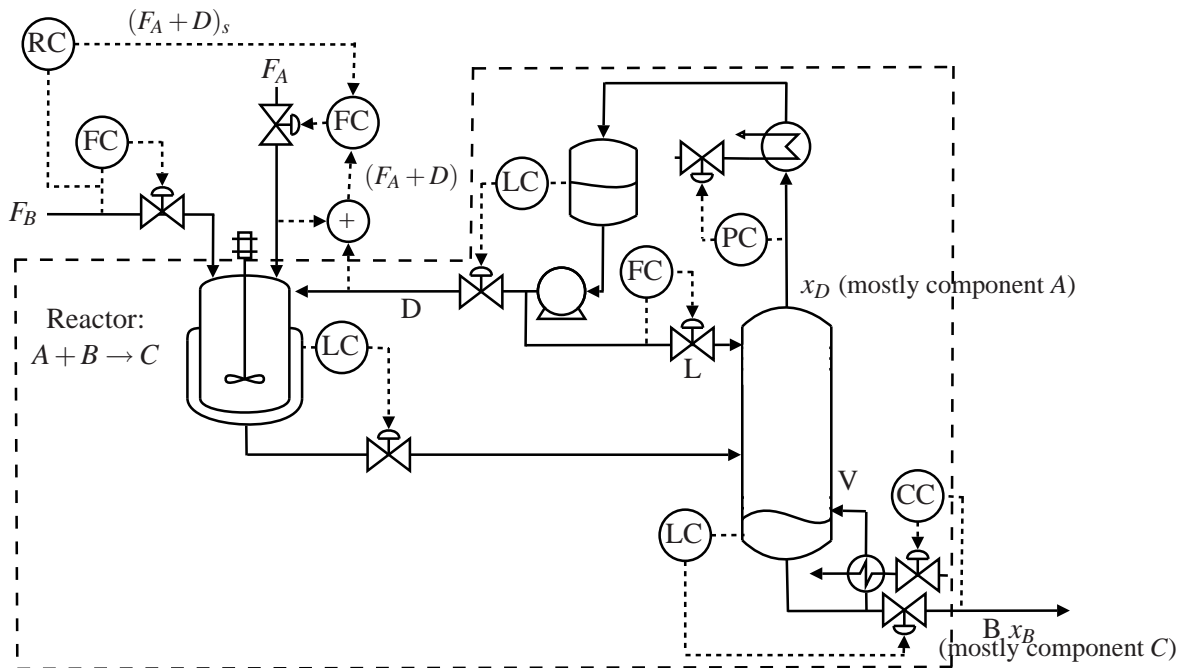 (F_A + D)_s
RC
F_A
FC
FC
LC
(F_A + D)
F_B
+
PC
FC
x_D (mostly component A)
D
Reactor:
A + B → C
LC
L
V
CC
LC
B x_B
(mostly component C)